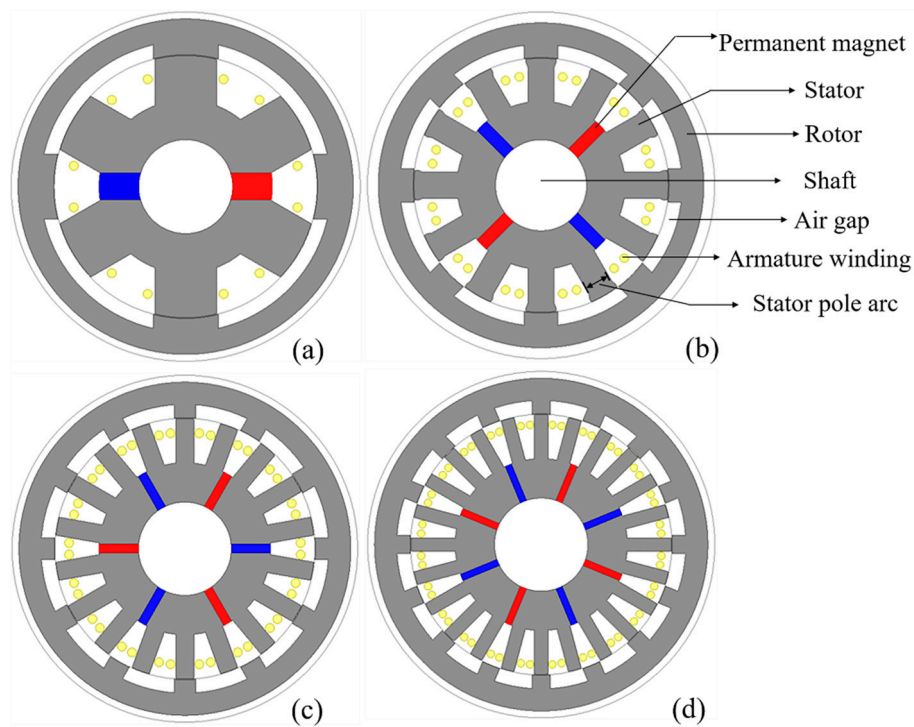 Permanent magnet
Stator
Rotor
Shaft
Air gap
Armature winding
Stator pole arc
(a)
(b)
(c)
(d)